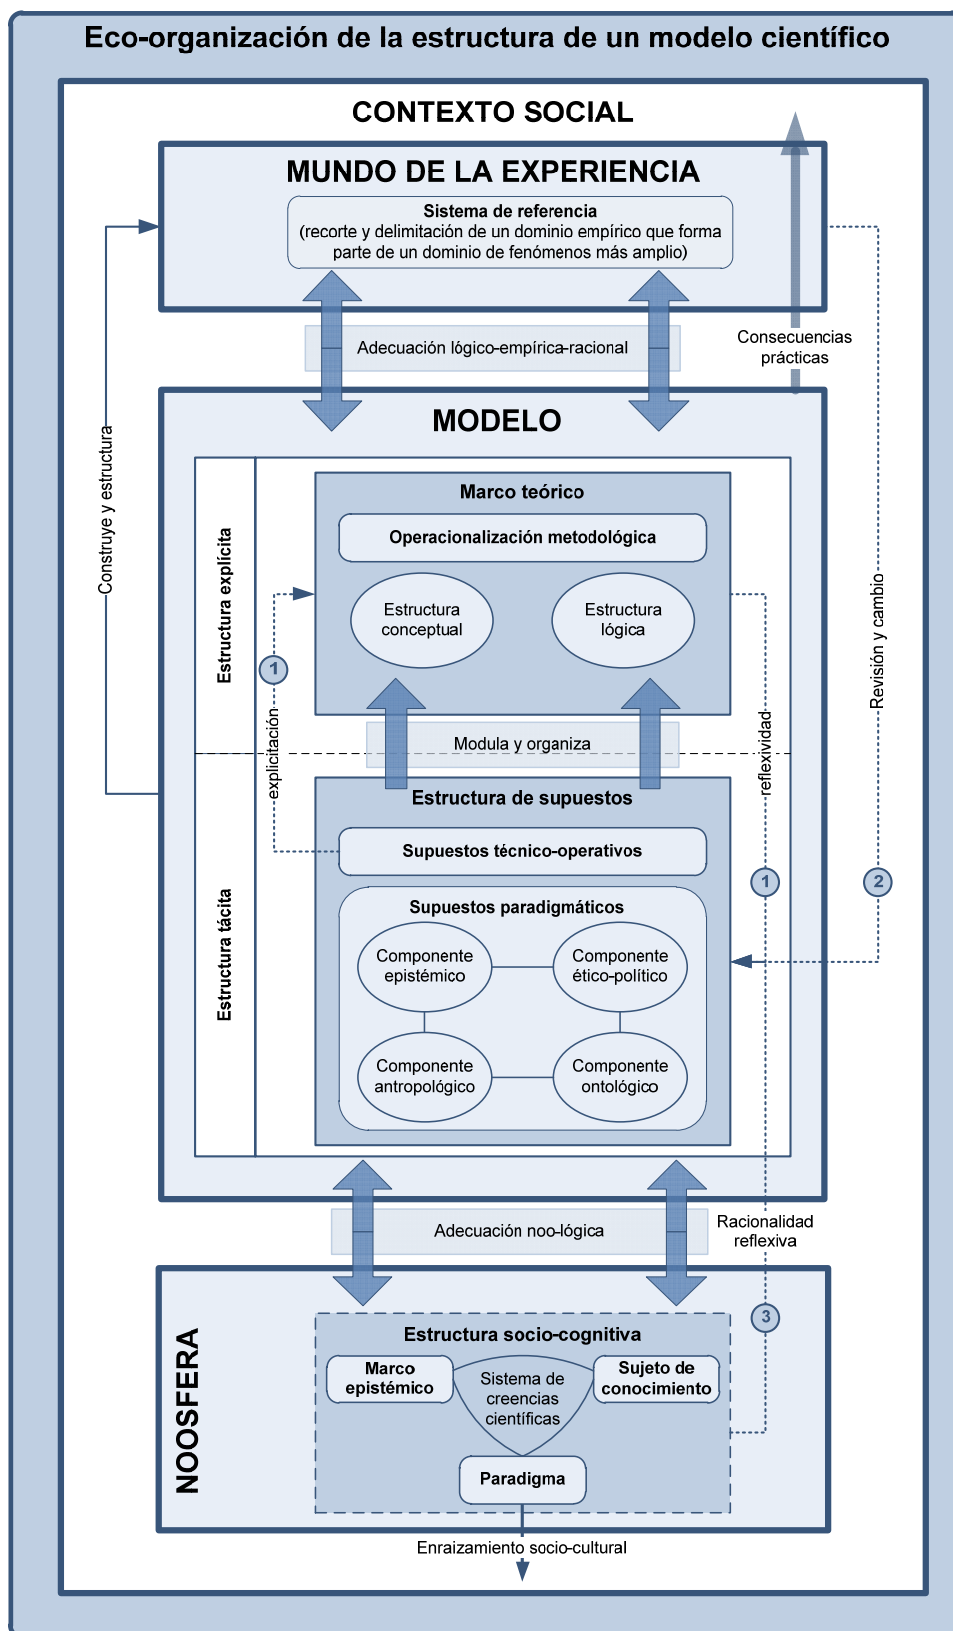 Eco-organización de la estructura de un modelo científico
CONTEXTO SOCIAL
MUNDO DE LA EXPERIENCIA
Sistema de referencia
(recorte y delimitación de un dominio empírico que forma
parte de un dominio de fenómenos más amplio)
Adecuación lógico-empírica-racional
Consecuencias
prácticas
Construye y estructura
MODELO
Estructura explícita
Marco teórico
Operacionalización metodológica
Estructura
conceptual
Estructura
lógica
1
explicitación
Modula y organiza
reflexividad
Revisión y cambio
Estructura tácita
Estructura de supuestos
Supuestos técnico-operativos
1
2
Supuestos paradigmáticos
Componente
epistémico
Componente
ético-político
Componente
antropológico
Componente
ontológico
Adecuación noo-lógica
Racionalidad
reflexiva
3
NOOSFERA
Estructura socio-cognitiva
Marco
epistémico
Sistema de
creencias
científicas
Sujeto de
conocimiento
Paradigma
Enraizamiento socio-cultural